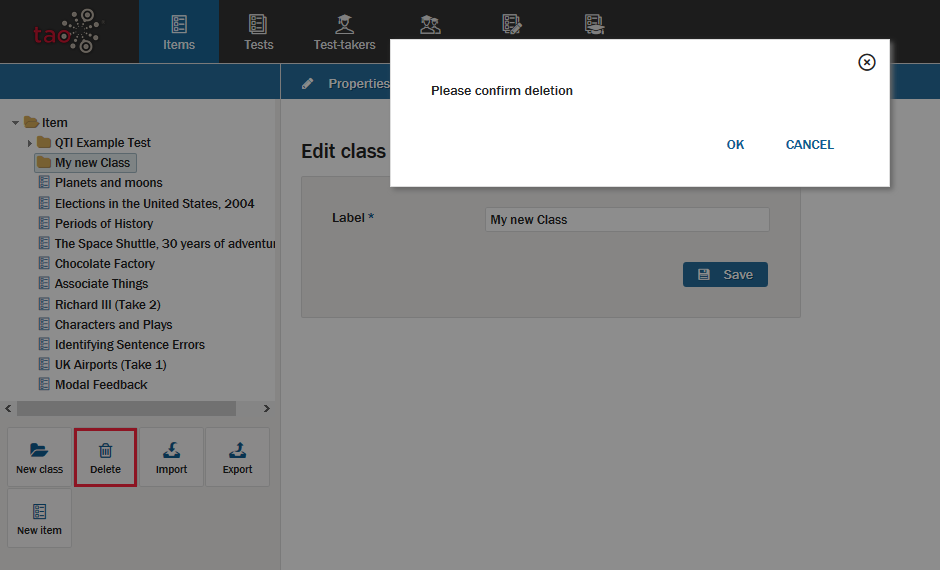 tao
Items
Tests
Test-takers
Properties
Please confirm deletion
OK
CANCEL
Item
QTI Example Test
My new Class
Planets and moons
Elections in the United States, 2004
Periods of History
The Space Shuttle, 30 years of adventur
Chocolate Factory
Associate Things
Richard III (Take 2)
Characters and Plays
Identifying Sentence Errors
UK Airports (Take 1)
Modal Feedback
Edit class
Label *
My new Class
Save
New class
Delete
Import
Export
New item